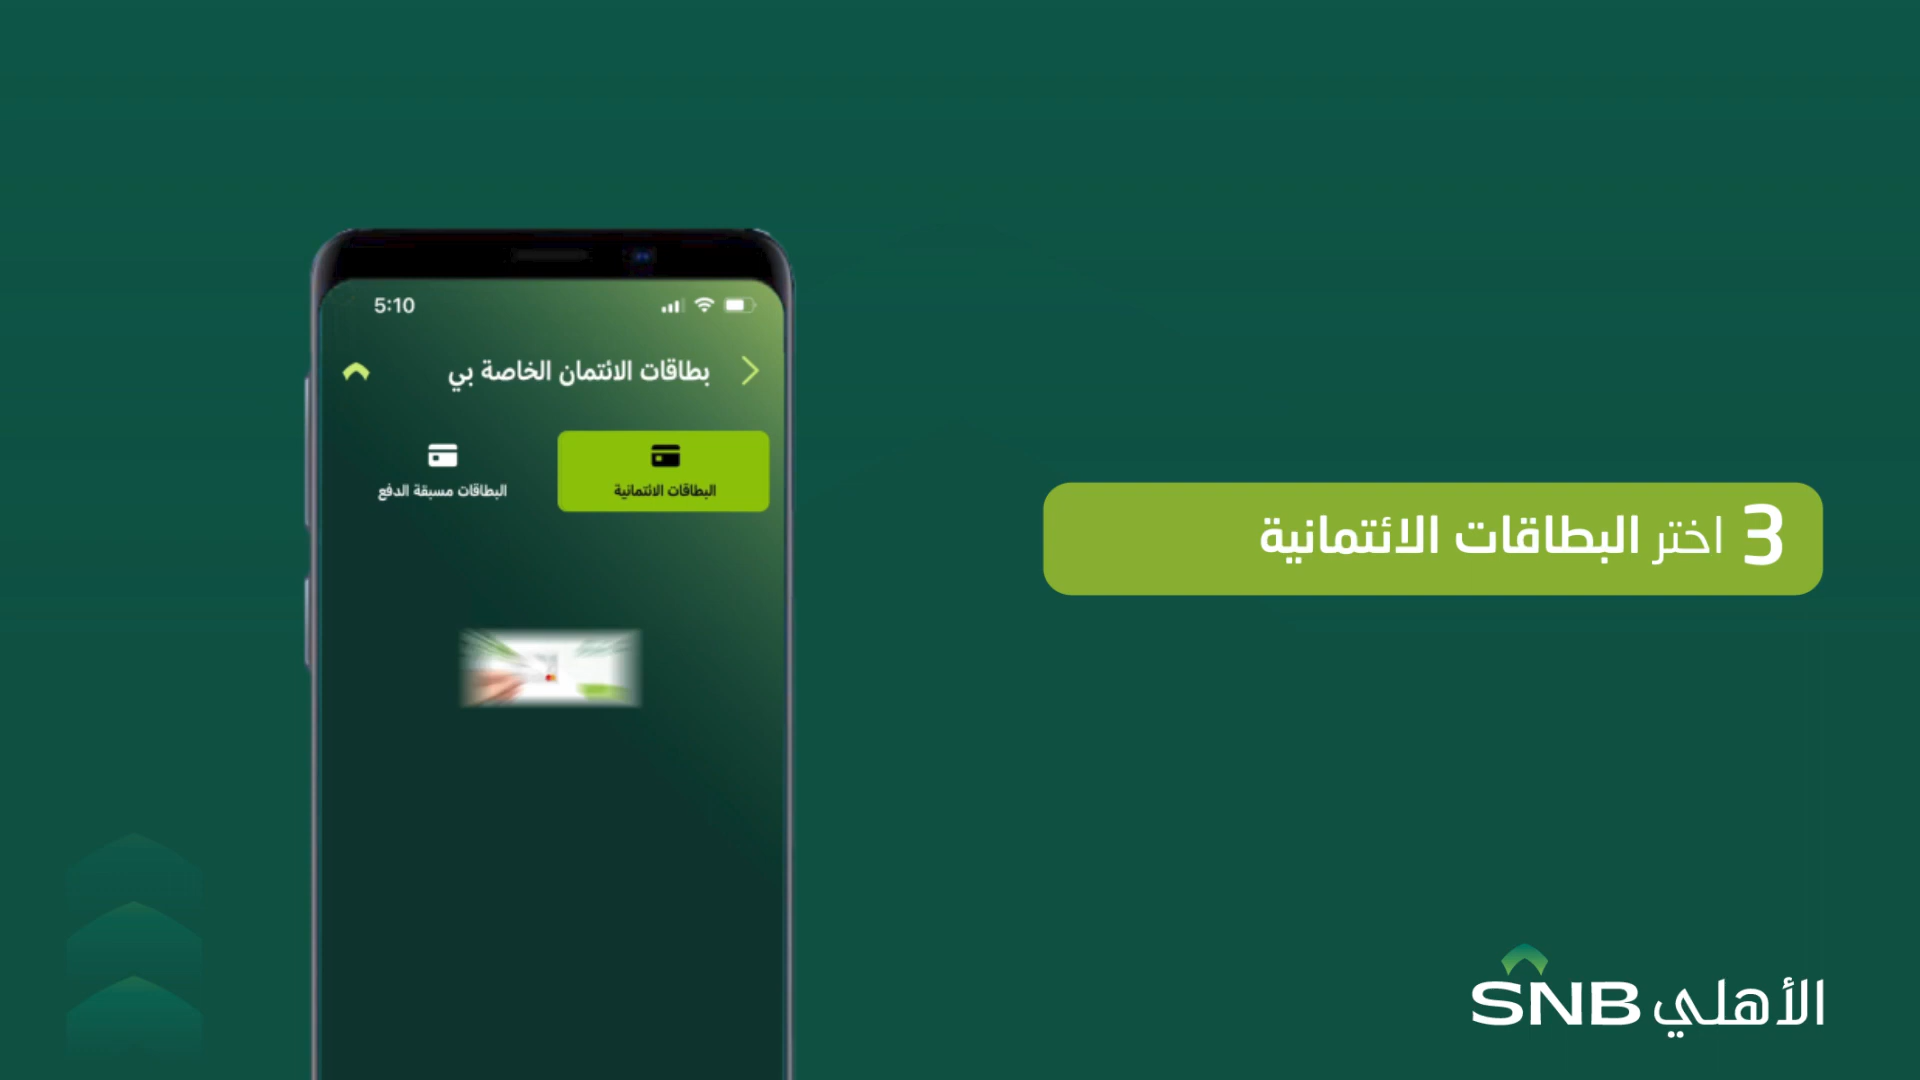 5:10
بطاقات الائتمان الخاصة بي
البطاقات الائتمانية
البطاقات مسبقة الدفع
3 اختر البطاقات الائتمانية
الأهلي SNB